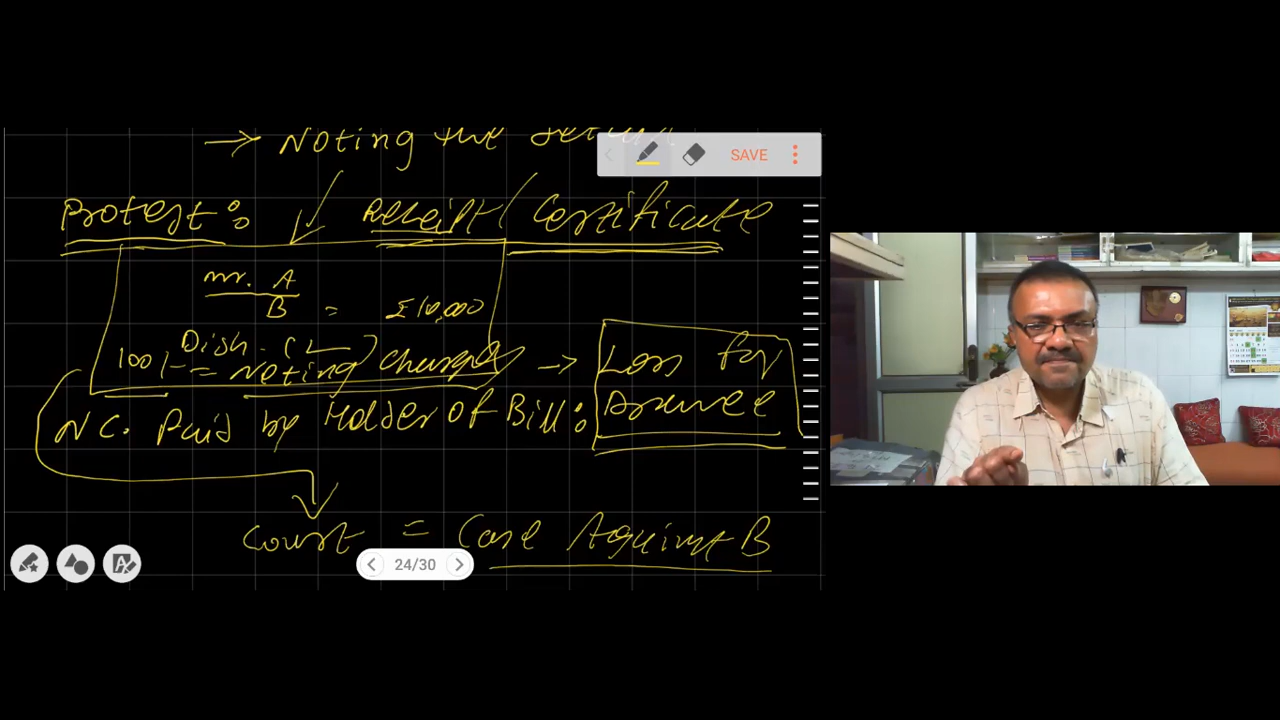 → Noting the
SAVE
Protest : Receipt / Certificate
Mr. A
B = ₹10,000
Dish. (L)
100/- = Noting Charges → Loss for
NC. Paid by Holder of Bill : Drawee
Court = Case Against B
24/30